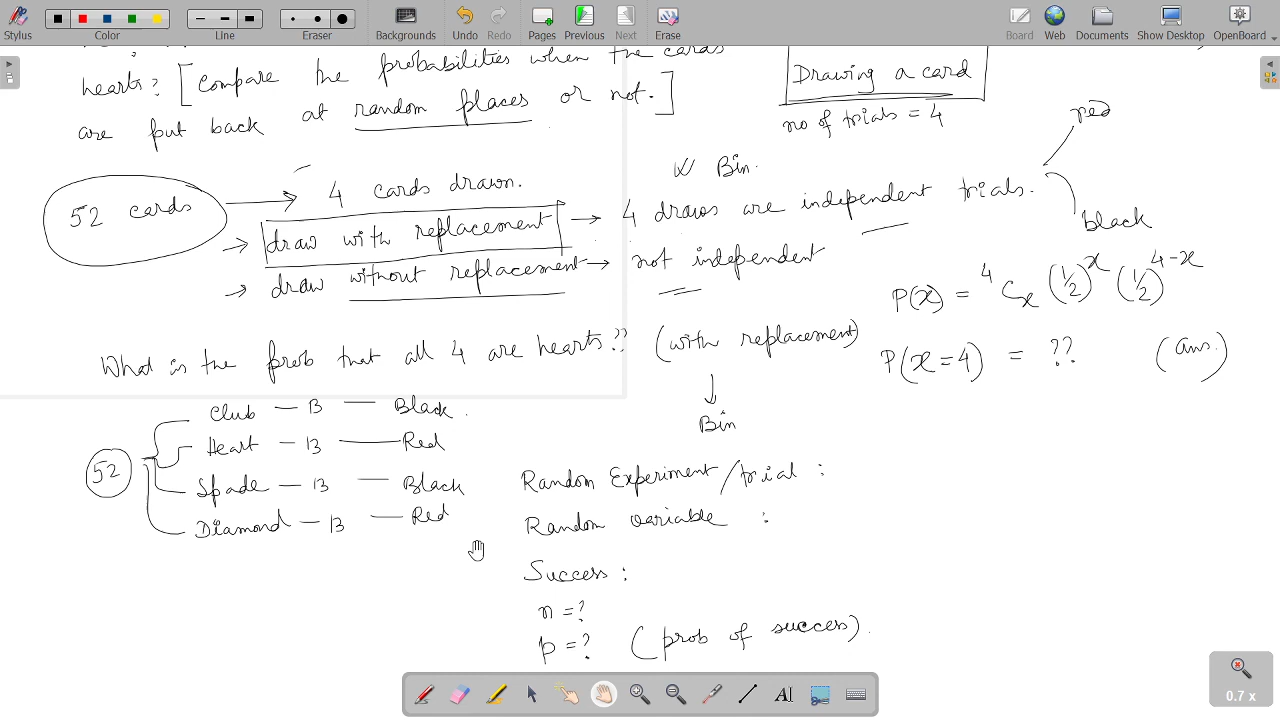 Stylus
Line
Eraser
Backgrounds
Undo
Redo
Pages
Previous
Next
Erase
Board
Web
Documents
Show Desktop
OpenBoard
hearts? [Compare the probabilities when the cards
are put back at random places or not.]
Drawing a card
no of trials = 4
red
black
52 cards
4 cards drawn.
Bin.
draw with replacement → 4 draws are independent trials.
draw without replacement → not independent
P(x) = ⁴Cₓ (1/2)^x (1/2)^4-x
What is the prob that all 4 are hearts?? (with replacement)
P(x=4) = ?? (ans.)
Bin
52
Club — 13 — Black.
Heart — 13 — Red
Spade — 13 — Black
Diamond — 13 — Red
Random Experiment/trial :
Random variable :
Success :
n = ?
p = ? (prob of success).
0.7 x